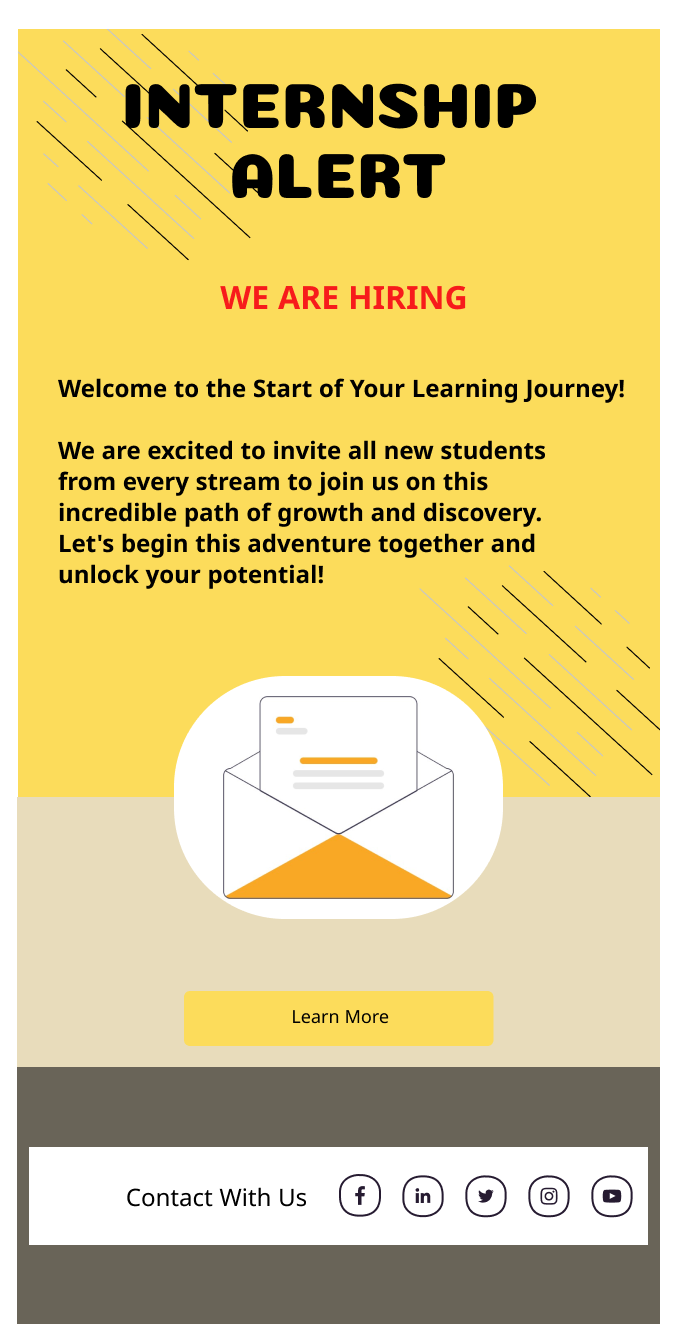 INTERNSHIP
ALERT
WE ARE HIRING
Welcome to the Start of Your Learning Journey!
We are excited to invite all new students
from every stream to join us on this
incredible path of growth and discovery.
Let's begin this adventure together and
unlock your potential!
Learn More
Contact With Us